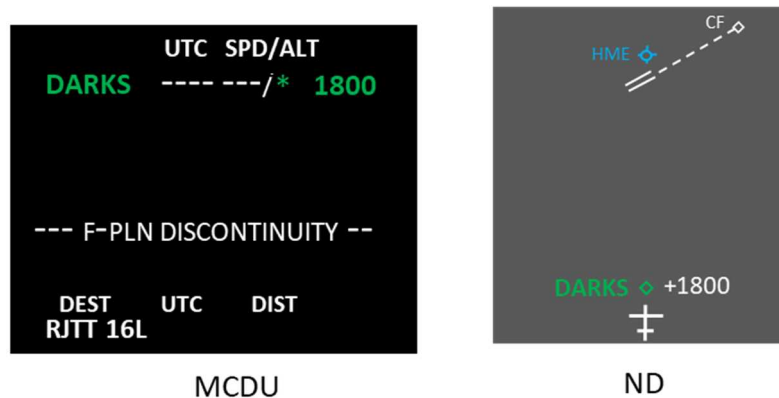 UTC SPD/ALT
DARKS ---- ---/* 1800
--- F-PLN DISCONTINUITY --
DEST UTC DIST
RJTT 16L
MCDU
CF
HME
DARKS +1800
ND